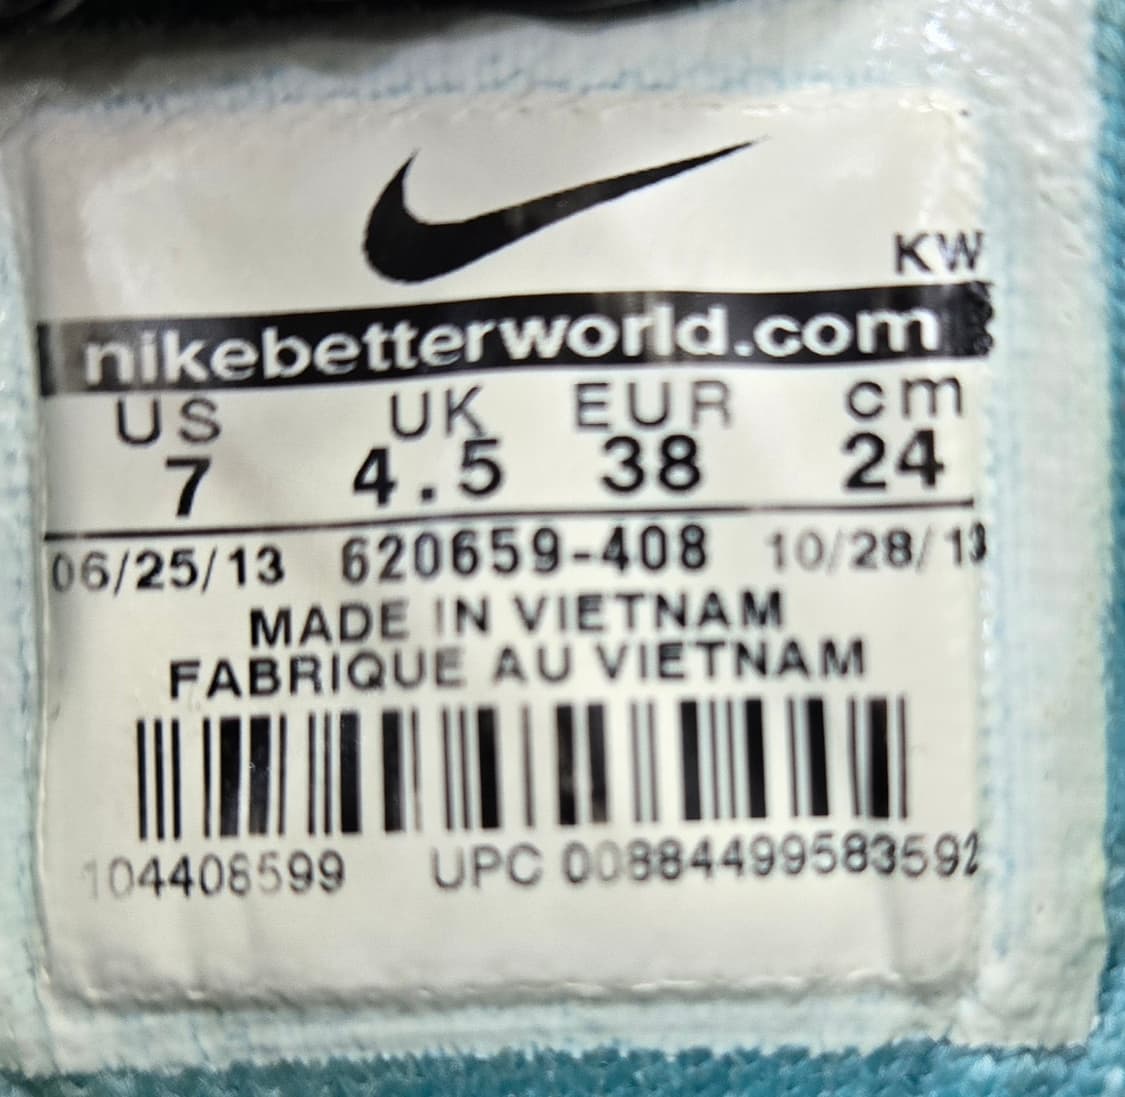 KW
nikebetterworld.com
US UK EUR cm
7 4.5 38 24
06/25/13 620659-408 10/28/13
MADE IN VIETNAM
FABRIQUE AU VIETNAM
104406599 UPC 00884499583592